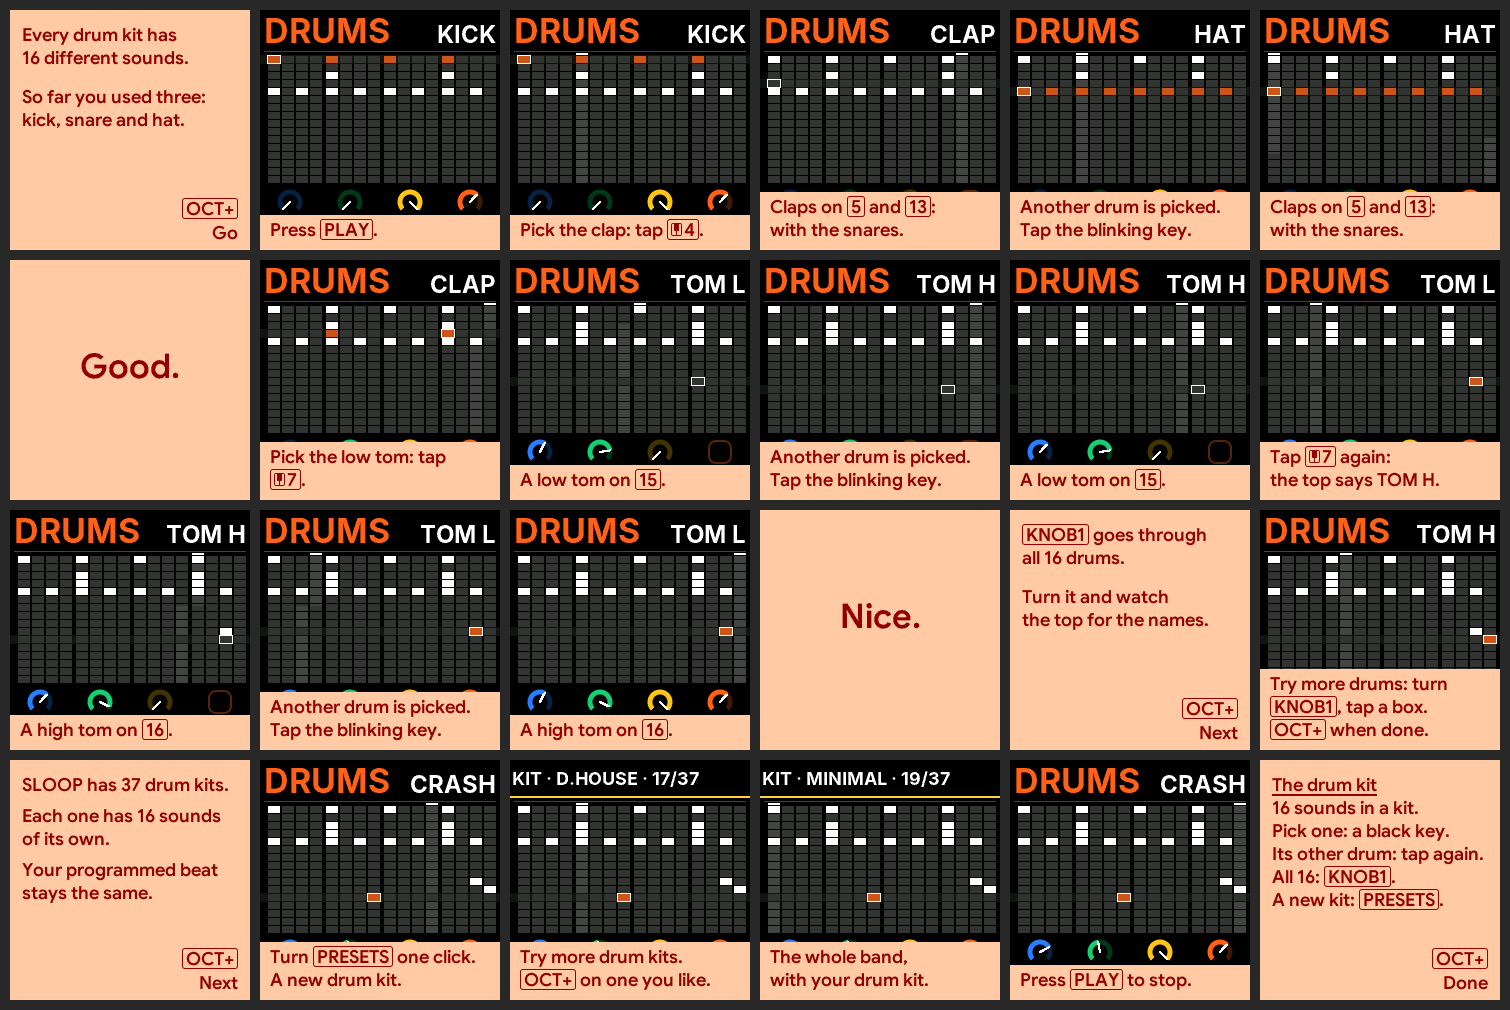 Every drum kit has
16 different sounds.
So far you used three:
kick, snare and hat.
OCT+
Go
DRUMS KICK
Press PLAY.
DRUMS KICK
Pick the clap: tap 4.
DRUMS CLAP
Claps on 5 and 13:
with the snares.
DRUMS HAT
Another drum is picked.
Tap the blinking key.
DRUMS HAT
Claps on 5 and 13:
with the snares.
Good.
DRUMS CLAP
Pick the low tom: tap
7.
DRUMS TOM L
A low tom on 15.
DRUMS TOM H
Another drum is picked.
Tap the blinking key.
DRUMS TOM H
A low tom on 15.
DRUMS TOM L
Tap 7 again:
the top says TOM H.
DRUMS TOM H
A high tom on 16.
DRUMS TOM L
Another drum is picked.
Tap the blinking key.
DRUMS TOM L
A high tom on 16.
Nice.
KNOB1 goes through
all 16 drums.
Turn it and watch
the top for the names.
OCT+
Next
DRUMS TOM H
Try more drums: turn
KNOB1, tap a box.
OCT+ when done.
SLOOP has 37 drum kits.
Each one has 16 sounds
of its own.
Your programmed beat
stays the same.
OCT+
Next
DRUMS CRASH
Turn PRESETS one click.
A new drum kit.
KIT · D.HOUSE · 17/37
Try more drum kits.
OCT+ on one you like.
KIT · MINIMAL · 19/37
The whole band,
with your drum kit.
DRUMS CRASH
Press PLAY to stop.
The drum kit
16 sounds in a kit.
Pick one: a black key.
Its other drum: tap again.
All 16: KNOB1.
A new kit: PRESETS.
OCT+
Done